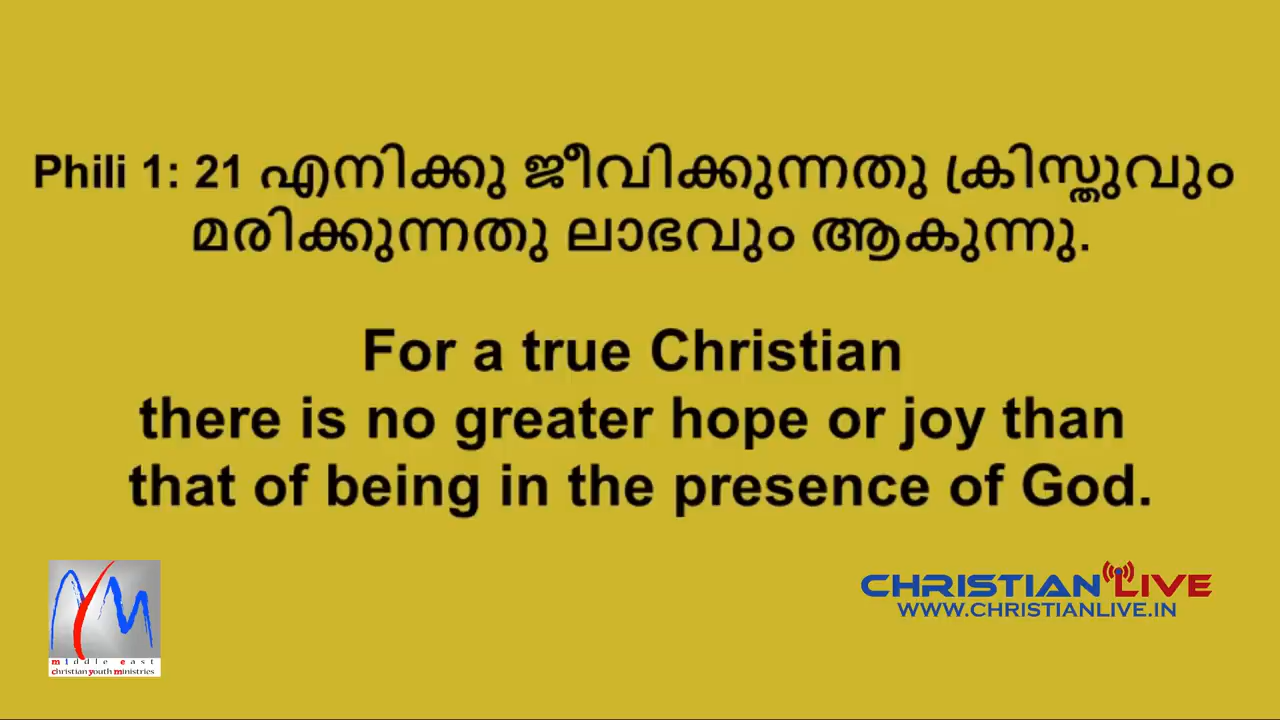 Phili 1: 21 എനിക്കു ജീവിക്കുന്നതു ക്രിസ്തുവും
മരിക്കുന്നതു ലാഭവും ആകുന്നു.
For a true Christian
there is no greater hope or joy than
that of being in the presence of God.
MYM
middle east
christian youth ministries
CHRISTIAN LIVE
WWW.CHRISTIANLIVE.IN